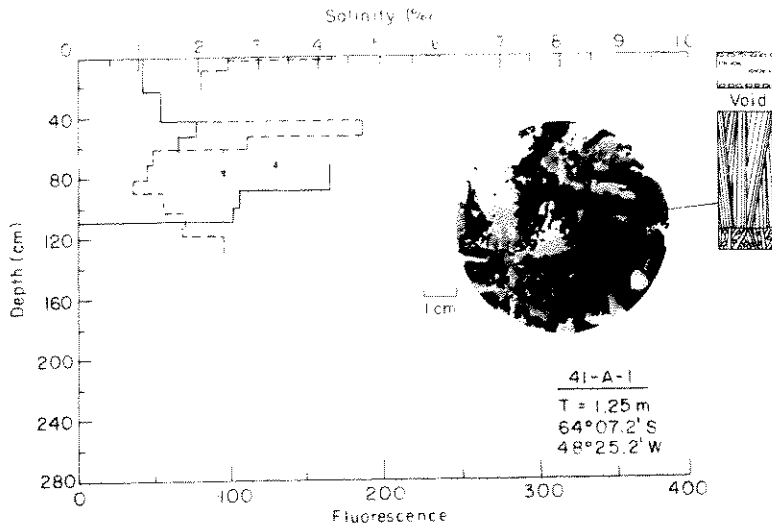 Salinity (‰)
0 1 2 3 4 5 6 7 8 9 10
Void
0
40
80
120
160
200
240
280
Depth (cm)
1 cm
41-A-1
T = 1.25 m
64°07.2' S
48°25.2' W
0 100 200 300 400
Fluorescence